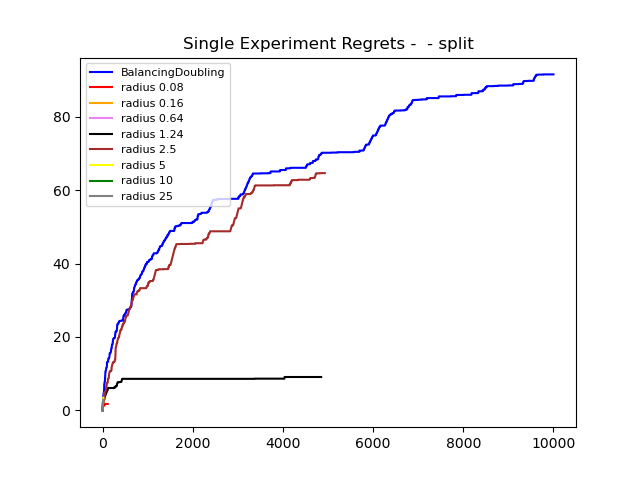 Single Experiment Regrets -  - split
BalancingDoubling
radius 0.08
radius 0.16
radius 0.64
radius 1.24
radius 2.5
radius 5
radius 10
radius 25
80
60
40
20
0
0 2000 4000 6000 8000 10000